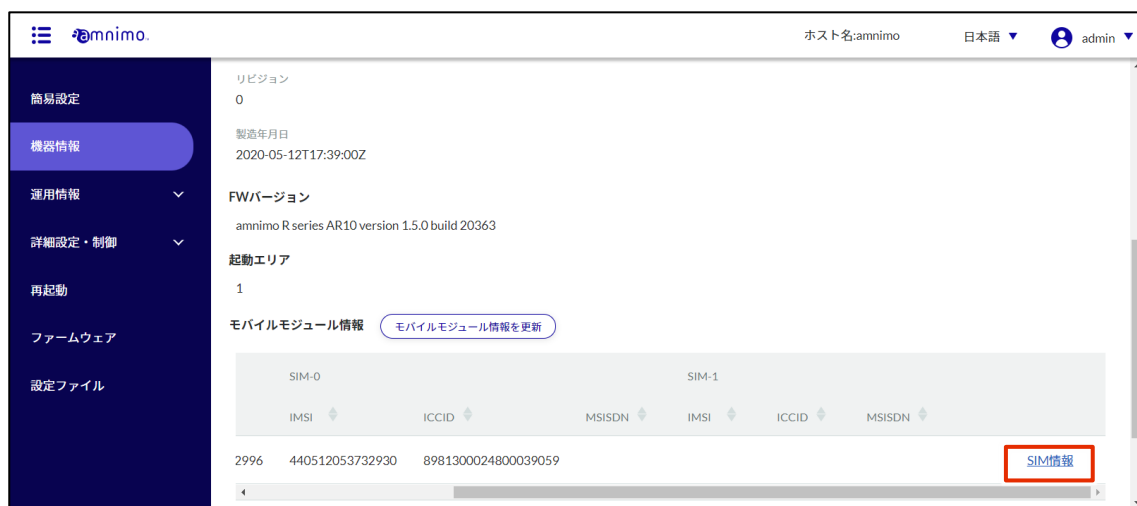 amnimo.
ホスト名:amnimo
日本語 ▼
admin ▼
簡易設定
機器情報
運用情報
詳細設定・制御
再起動
ファームウェア
設定ファイル
リビジョン
0
製造年月日
2020-05-12T17:39:00Z
FWバージョン
amnimo R series AR10 version 1.5.0 build 20363
起動エリア
1
モバイルモジュール情報 モバイルモジュール情報を更新
SIM-0 SIM-1
IMSI ICCID MSISDN IMSI ICCID MSISDN
2996 440512053732930 8981300024800039059 SIM情報